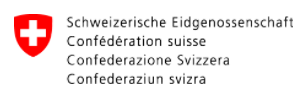 Schweizerische Eidgenossenschaft
Confédération suisse
Confederazione Svizzera
Confederaziun svizra